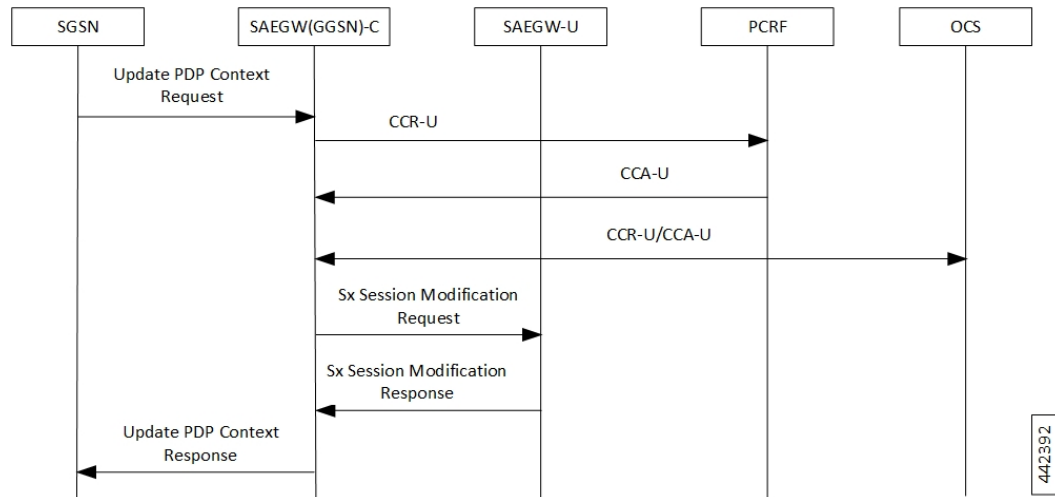 SGSN
SAEGW(GGSN)-C
SAEGW-U
PCRF
OCS
Update PDP Context
Request
CCR-U
CCA-U
CCR-U/CCA-U
Sx Session Modification
Request
Sx Session Modification
Response
Update PDP Context
Response
442392